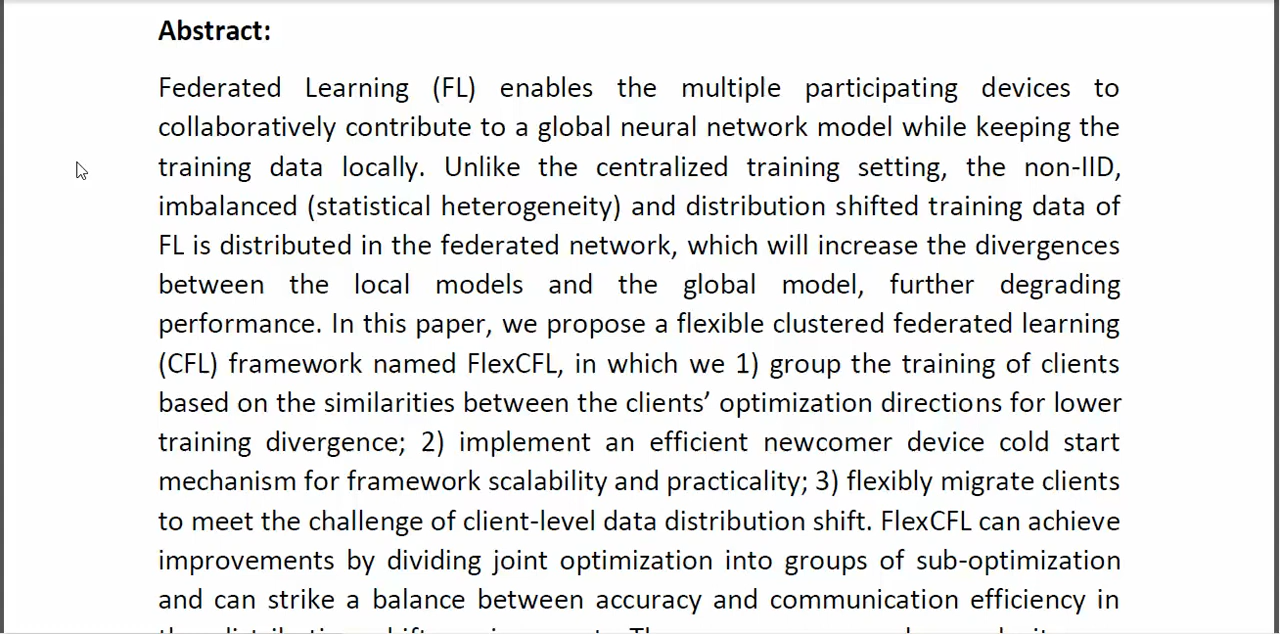 Abstract:
Federated Learning (FL) enables the multiple participating devices to
collaboratively contribute to a global neural network model while keeping the
training data locally. Unlike the centralized training setting, the non-IID,
imbalanced (statistical heterogeneity) and distribution shifted training data of
FL is distributed in the federated network, which will increase the divergences
between the local models and the global model, further degrading
performance. In this paper, we propose a flexible clustered federated learning
(CFL) framework named FlexCFL, in which we 1) group the training of clients
based on the similarities between the clients’ optimization directions for lower
training divergence; 2) implement an efficient newcomer device cold start
mechanism for framework scalability and practicality; 3) flexibly migrate clients
to meet the challenge of client-level data distribution shift. FlexCFL can achieve
improvements by dividing joint optimization into groups of sub-optimization
and can strike a balance between accuracy and communication efficiency in